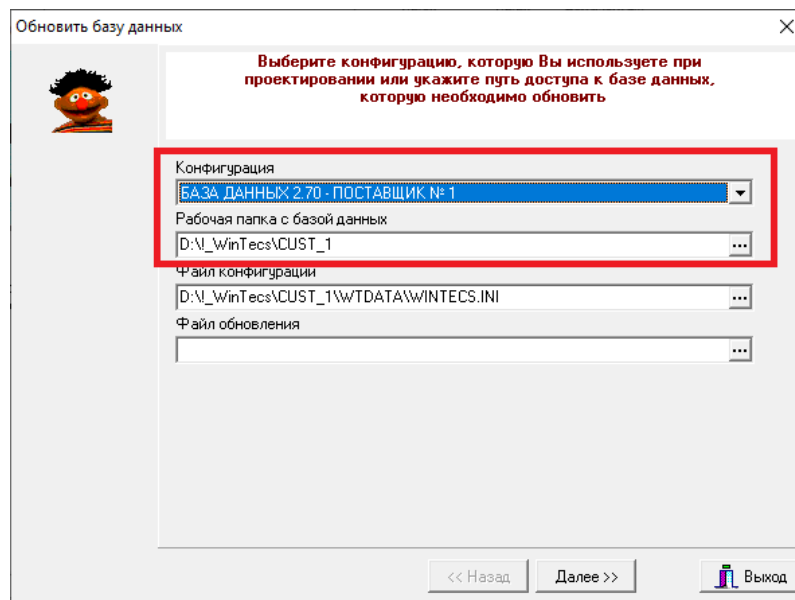 Обновить базу данных
Выберите конфигурацию, которую Вы используете при
проектировании или укажите путь доступа к базе данных,
которую необходимо обновить
Конфигурация
БАЗА ДАННЫХ 2.70 - ПОСТАВЩИК № 1
Рабочая папка с базой данных
D:\!_WinTecs\CUST_1
...
Файл конфигурации
D:\!_WinTecs\CUST_1\WTDATA\WINTECS.INI
...
Файл обновления
...
<< Назад
Далее >>
Выход